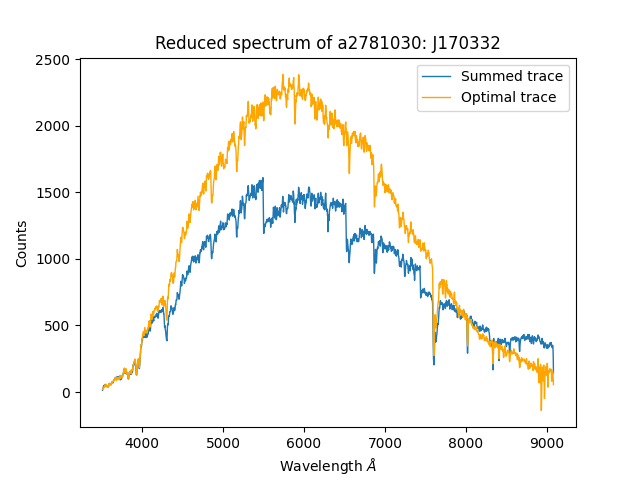 Reduced spectrum of a2781030: J170332
Summed trace
Optimal trace
2500
2000
1500
1000
500
0
Counts
4000 5000 6000 7000 8000 9000
Wavelength Å